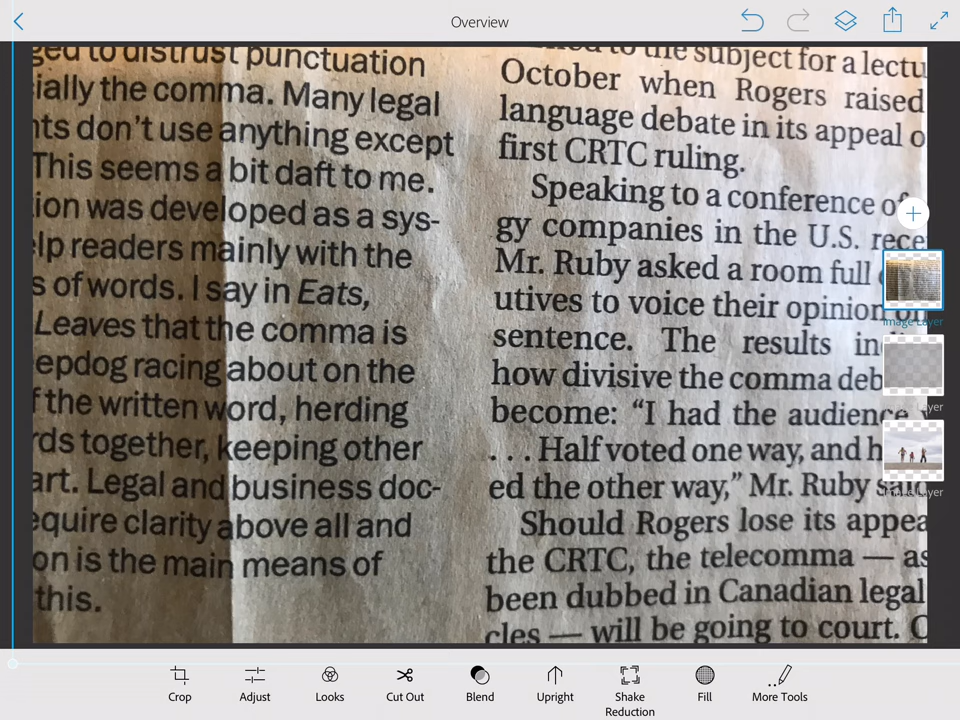 Overview
ged to distrust punctuation
ially the comma. Many legal
nts don't use anything except
This seems a bit daft to me.
ion was developed as a sys-
elp readers mainly with the
s of words. I say in Eats,
Leaves that the comma is
epdog racing about on the
f the written word, herding
rds together, keeping other
art. Legal and business doc-
equire clarity above all and
on is the main means of
this.
to the subject for a lectu
October when Rogers raised
language debate in its appeal o
first CRTC ruling.
Speaking to a conference of
gy companies in the U.S. rece
Mr. Ruby asked a room full
utives to voice their opinion on
sentence. The results in
how divisive the comma deb
become: “I had the audience
. . . Half voted one way, and h
ed the other way,” Mr. Ruby said
Should Rogers lose its appea
the CRTC, the telecomma — as
been dubbed in Canadian legal
cles — will be going to court. C
Image Layer
Layer
Image Layer
Crop
Adjust
Looks
Cut Out
Blend
Upright
Shake
Reduction
Fill
More Tools